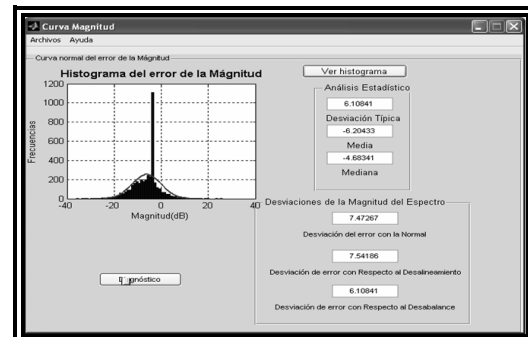 Curva Magnitud
Archivos Ayuda
Curva normal del error de la Mágnitud
Histograma del error de la Mágnitud
1200
1000
800
600
400
200
0
-40 -20 0 20 40
Frecuencias
Magnitud(dB)
Ver histograma
Análisis Estadístico
6.10841
Desviación Típica
-6.20433
Media
-4.68341
Mediana
Desviaciones de la Magnitud del Espectro
7.47267
Desviación del error con la Normal
7.54186
Desviación de error con Respecto al Desalineamiento
6.10841
Desviación de error con Respecto al Desabalance